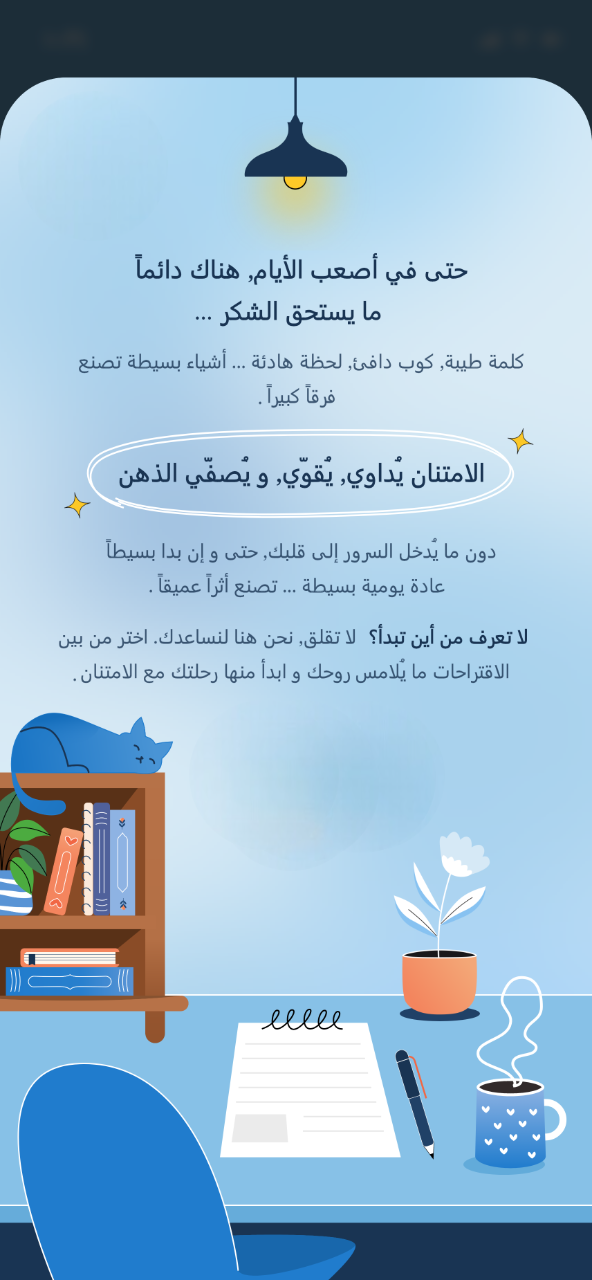 حتى في أصعب الأيام, هناك دائماً
ما يستحق الشكر ...
كلمة طيبة, كوب دافئ, لحظة هادئة ... أشياء بسيطة تصنع
فرقاً كبيراً .
الامتنان يُداوي, يُقوّي, و يُصفّي الذهن
دون ما يُدخل السرور إلى قلبك, حتى و إن بدا بسيطاً
عادة يومية بسيطة ... تصنع أثراً عميقاً .
لا تعرف من أين تبدأ؟ لا تقلق, نحن هنا لنساعدك. اختر من بين
الاقتراحات ما يُلامس روحك و ابدأ منها رحلتك مع الامتنان .